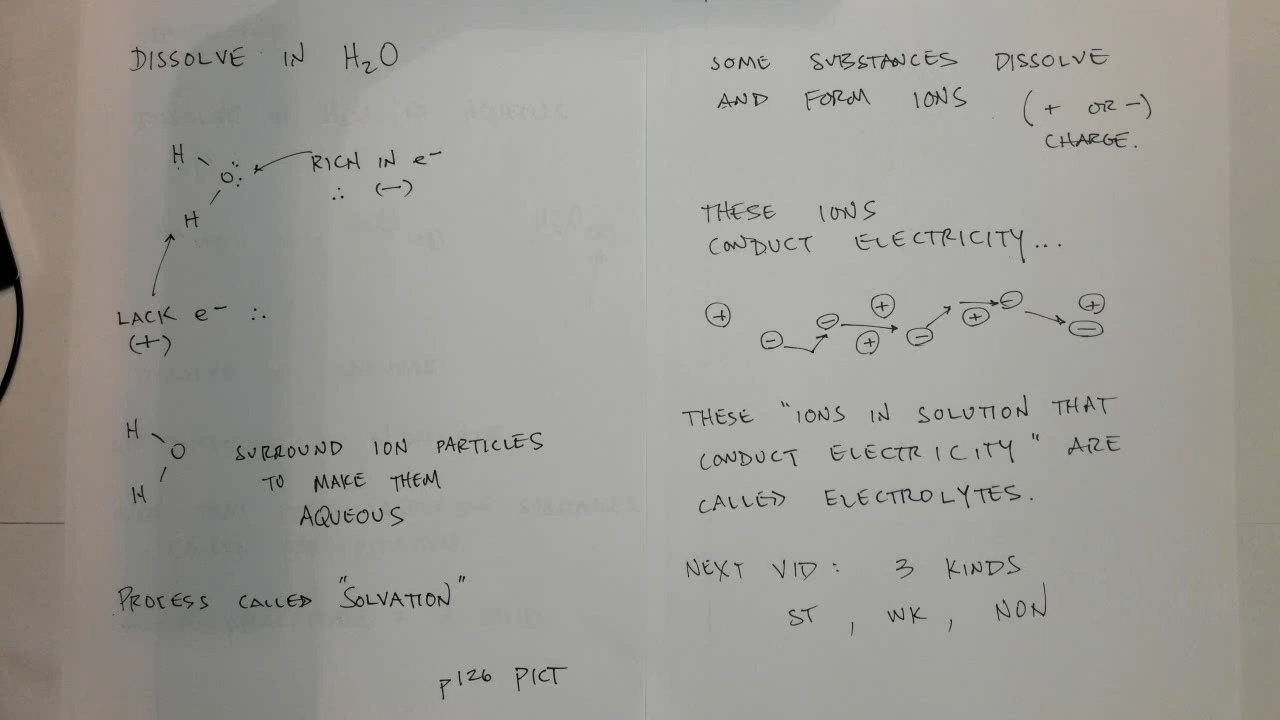 DISSOLVE IN H₂O
H
O
RICH IN e⁻
∴ (−)
H
LACK e⁻ ∴
(+)
H
O
H
SURROUND ION PARTICLES
TO MAKE THEM
AQUEOUS
PROCESS CALLED "SOLVATION"
p126 PICT
SOME SUBSTANCES DISSOLVE
AND FORM IONS (+ OR −)
CHARGE.
THESE IONS
CONDUCT ELECTRICITY...
+ − − + + − + − + −
THESE "IONS IN SOLUTION THAT
CONDUCT ELECTRICITY" ARE
CALLED ELECTROLYTES.
NEXT VID: 3 KINDS
ST, WK, NON